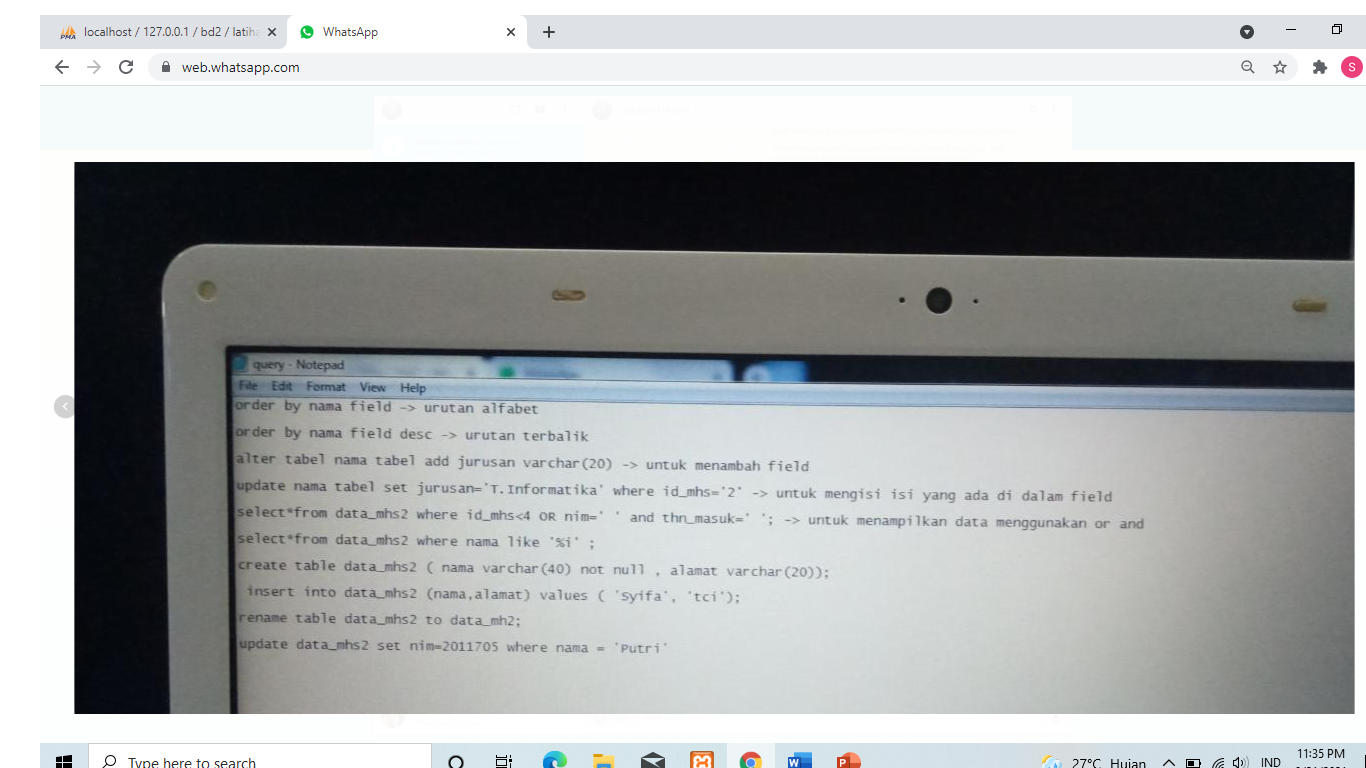 localhost / 127.0.0.1 / bd2 / latiha
WhatsApp
web.whatsapp.com
S
query - Notepad
File Edit Format View Help
order by nama field -> urutan alfabet
order by nama field desc -> urutan terbalik
alter tabel nama tabel add jurusan varchar(20) -> untuk menambah field
update nama tabel set jurusan='T.Informatika' where id_mhs='2' -> untuk mengisi isi yang ada di dalam field
select*from data_mhs2 where id_mhs<4 OR nim=' ' and thn_masuk=' '; -> untuk menampilkan data menggunakan or and
select*from data_mhs2 where nama like '%i' ;
create table data_mhs2 ( nama varchar(40) not null , alamat varchar(20));
insert into data_mhs2 (nama,alamat) values ( 'Syifa', 'tci');
rename table data_mhs2 to data_mh2;
update data_mhs2 set nim=2011705 where nama = 'Putri'
Type here to search
27°C Hujan
IND
11:35 PM